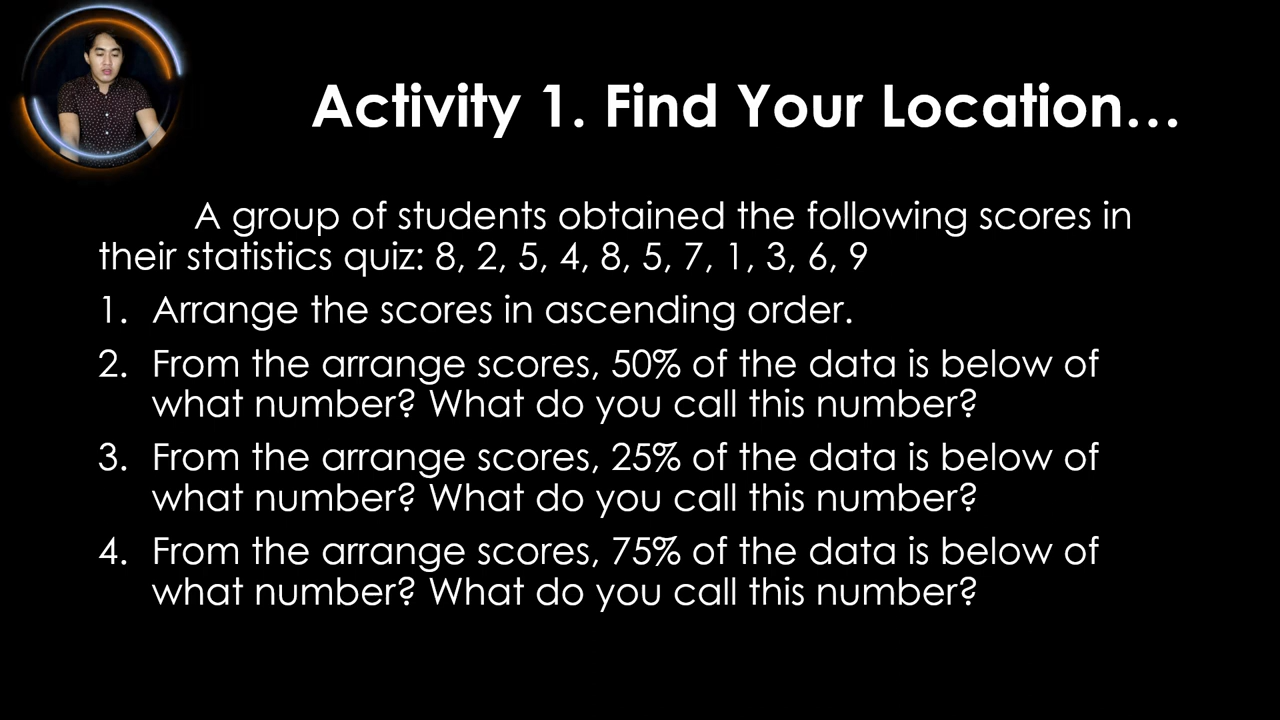 Activity 1. Find Your Location…
A group of students obtained the following scores in
their statistics quiz: 8, 2, 5, 4, 8, 5, 7, 1, 3, 6, 9
1. Arrange the scores in ascending order.
2. From the arrange scores, 50% of the data is below of
what number? What do you call this number?
3. From the arrange scores, 25% of the data is below of
what number? What do you call this number?
4. From the arrange scores, 75% of the data is below of
what number? What do you call this number?